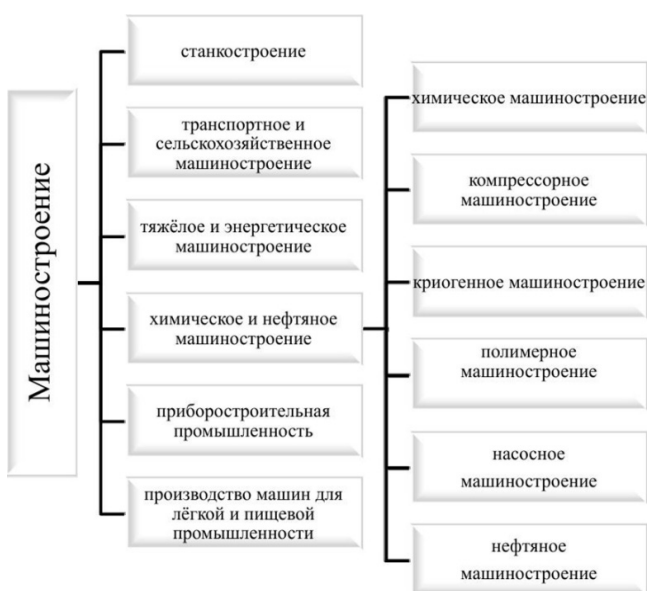 Машиностроение
станкостроение
транспортное и
сельскохозяйственное
машиностроение
тяжёлое и энергетическое
машиностроение
химическое и нефтяное
машиностроение
приборостроительная
промышленность
производство машин для
лёгкой и пищевой
промышленности
химическое машиностроение
компрессорное
машиностроение
криогенное машиностроение
полимерное
машиностроение
насосное
машиностроение
нефтяное
машиностроение